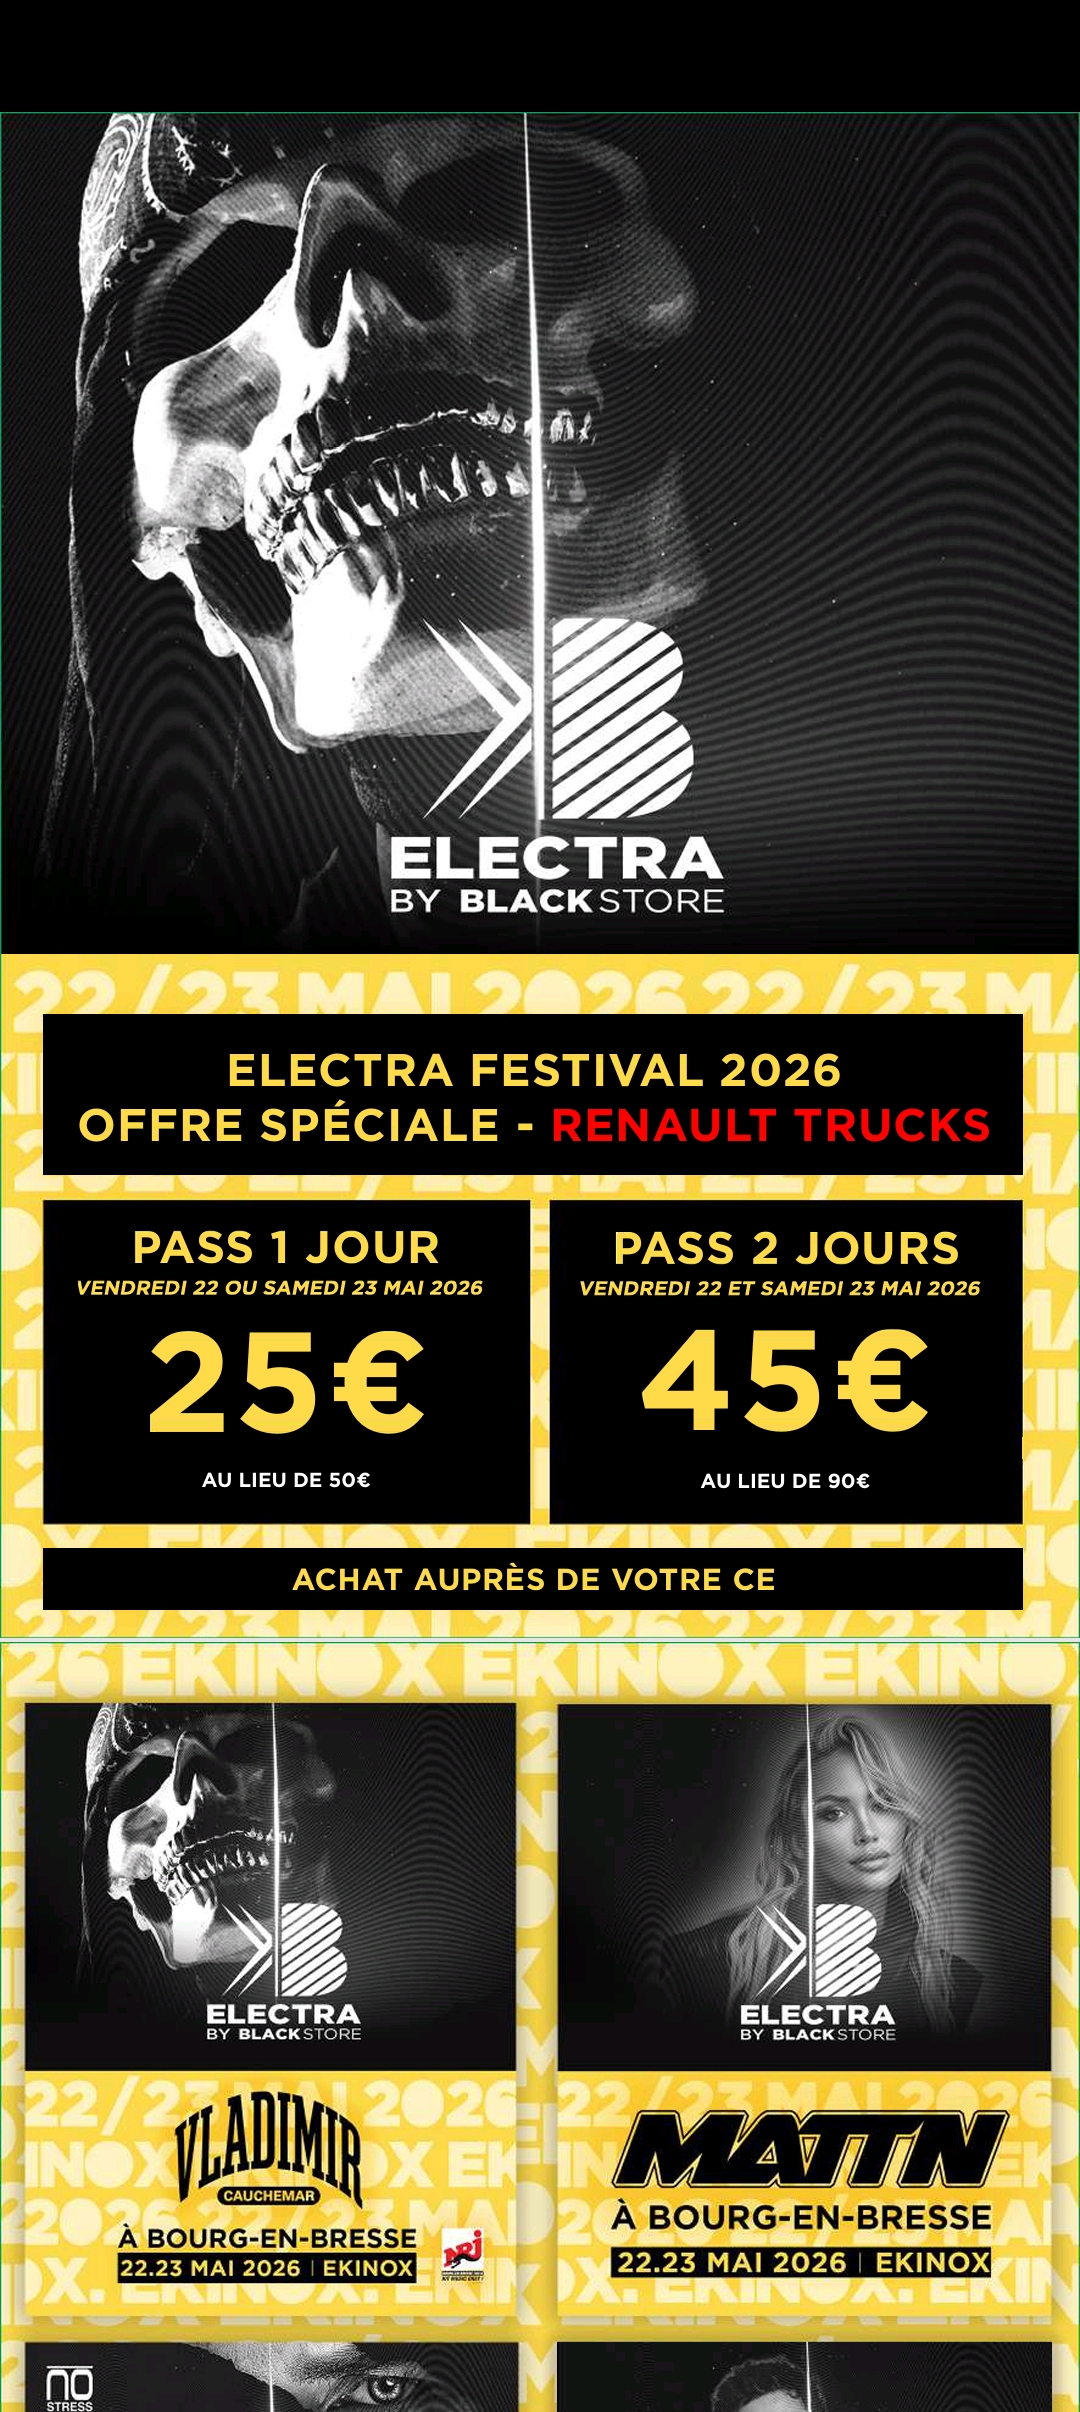 ELECTRA
BY BLACKSTORE
22/23 MAI 2026 22/23 MA
ELECTRA FESTIVAL 2026
OFFRE SPÉCIALE - RENAULT TRUCKS
PASS 1 JOUR
VENDREDI 22 OU SAMEDI 23 MAI 2026
25€
AU LIEU DE 50€
PASS 2 JOURS
VENDREDI 22 ET SAMEDI 23 MAI 2026
45€
AU LIEU DE 90€
ACHAT AUPRÈS DE VOTRE CE
26 EKINOX EKINOX EKINO
ELECTRA
BY BLACKSTORE
VLADIMIR
CAUCHEMAR
À BOURG-EN-BRESSE
22.23 MAI 2026 | EKINOX
NRJ
ELECTRA
BY BLACKSTORE
MATTN
À BOURG-EN-BRESSE
22.23 MAI 2026 | EKINOX
NO
STRESS